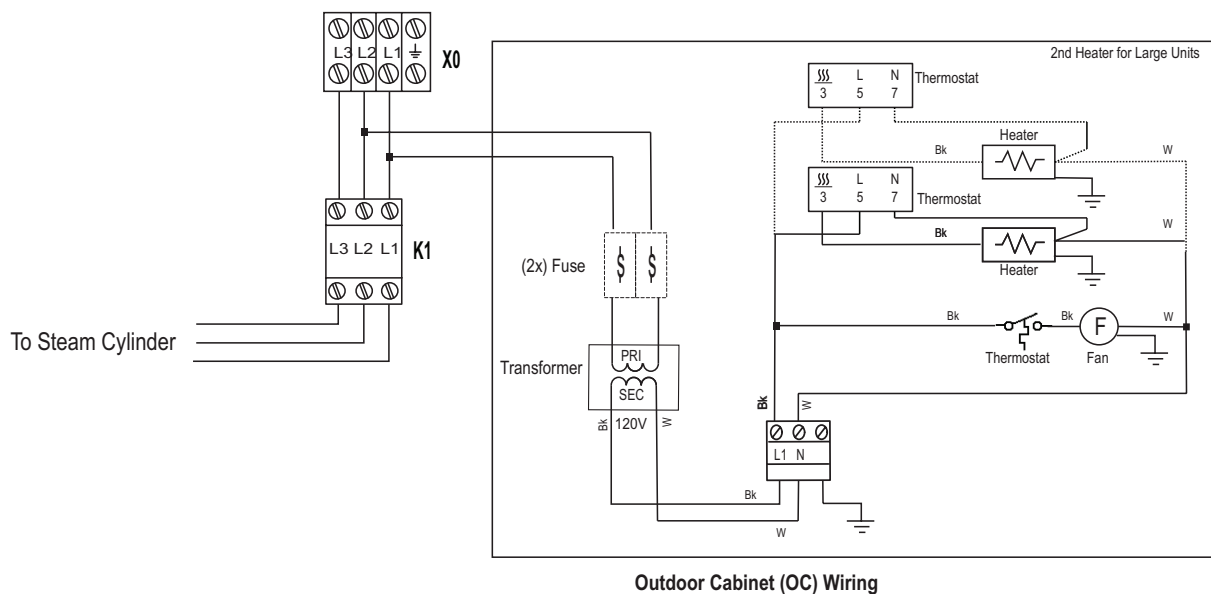 L3 L2 L1
X0
2nd Heater for Large Units
L N
3 5 7
Thermostat
Heater
Bk
W
L N
3 5 7
Thermostat
Bk
W
Heater
L3 L2 L1
K1
(2x) Fuse
To Steam Cylinder
Bk
Bk
F
W
Thermostat
Fan
Transformer
PRI
SEC
120V
Bk
W
Bk
W
L1 N
Bk
W
Outdoor Cabinet (OC) Wiring